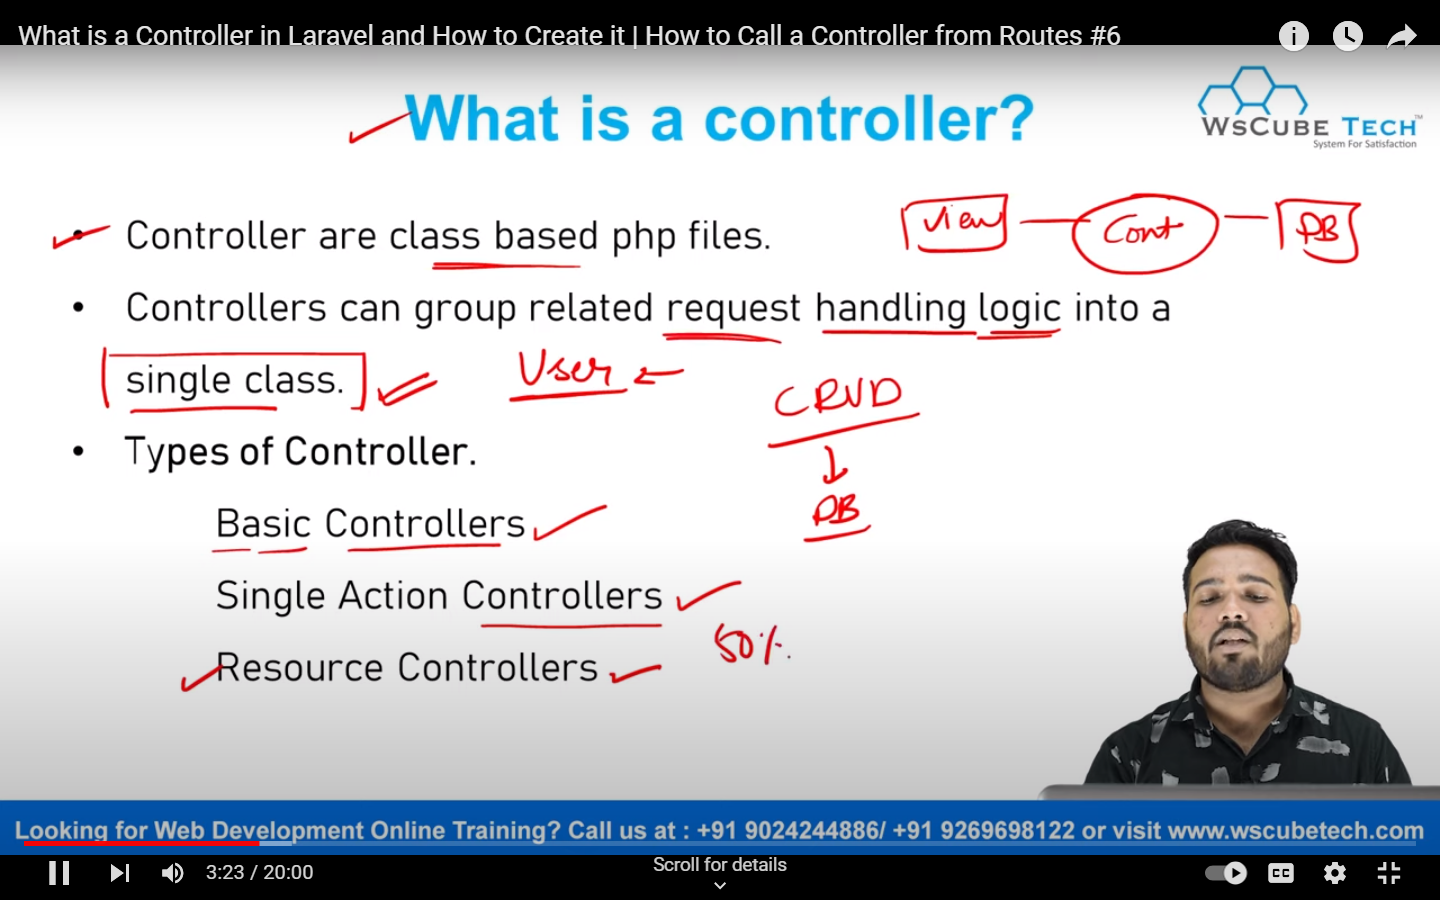 What is a Controller in Laravel and How to Create it | How to Call a Controller from Routes #6
What is a controller?
WsCube Tech™
System For Satisfaction
• Controller are class based php files.
View
Cont
DB
• Controllers can group related request handling logic into a
single class.
User
CRUD
DB
• Types of Controller.
Basic Controllers
Single Action Controllers
50%
Resource Controllers
Looking for Web Development Online Training? Call us at : +91 9024244886/ +91 9269698122 or visit www.wscubetech.com
3:23 / 20:00
Scroll for details
CC